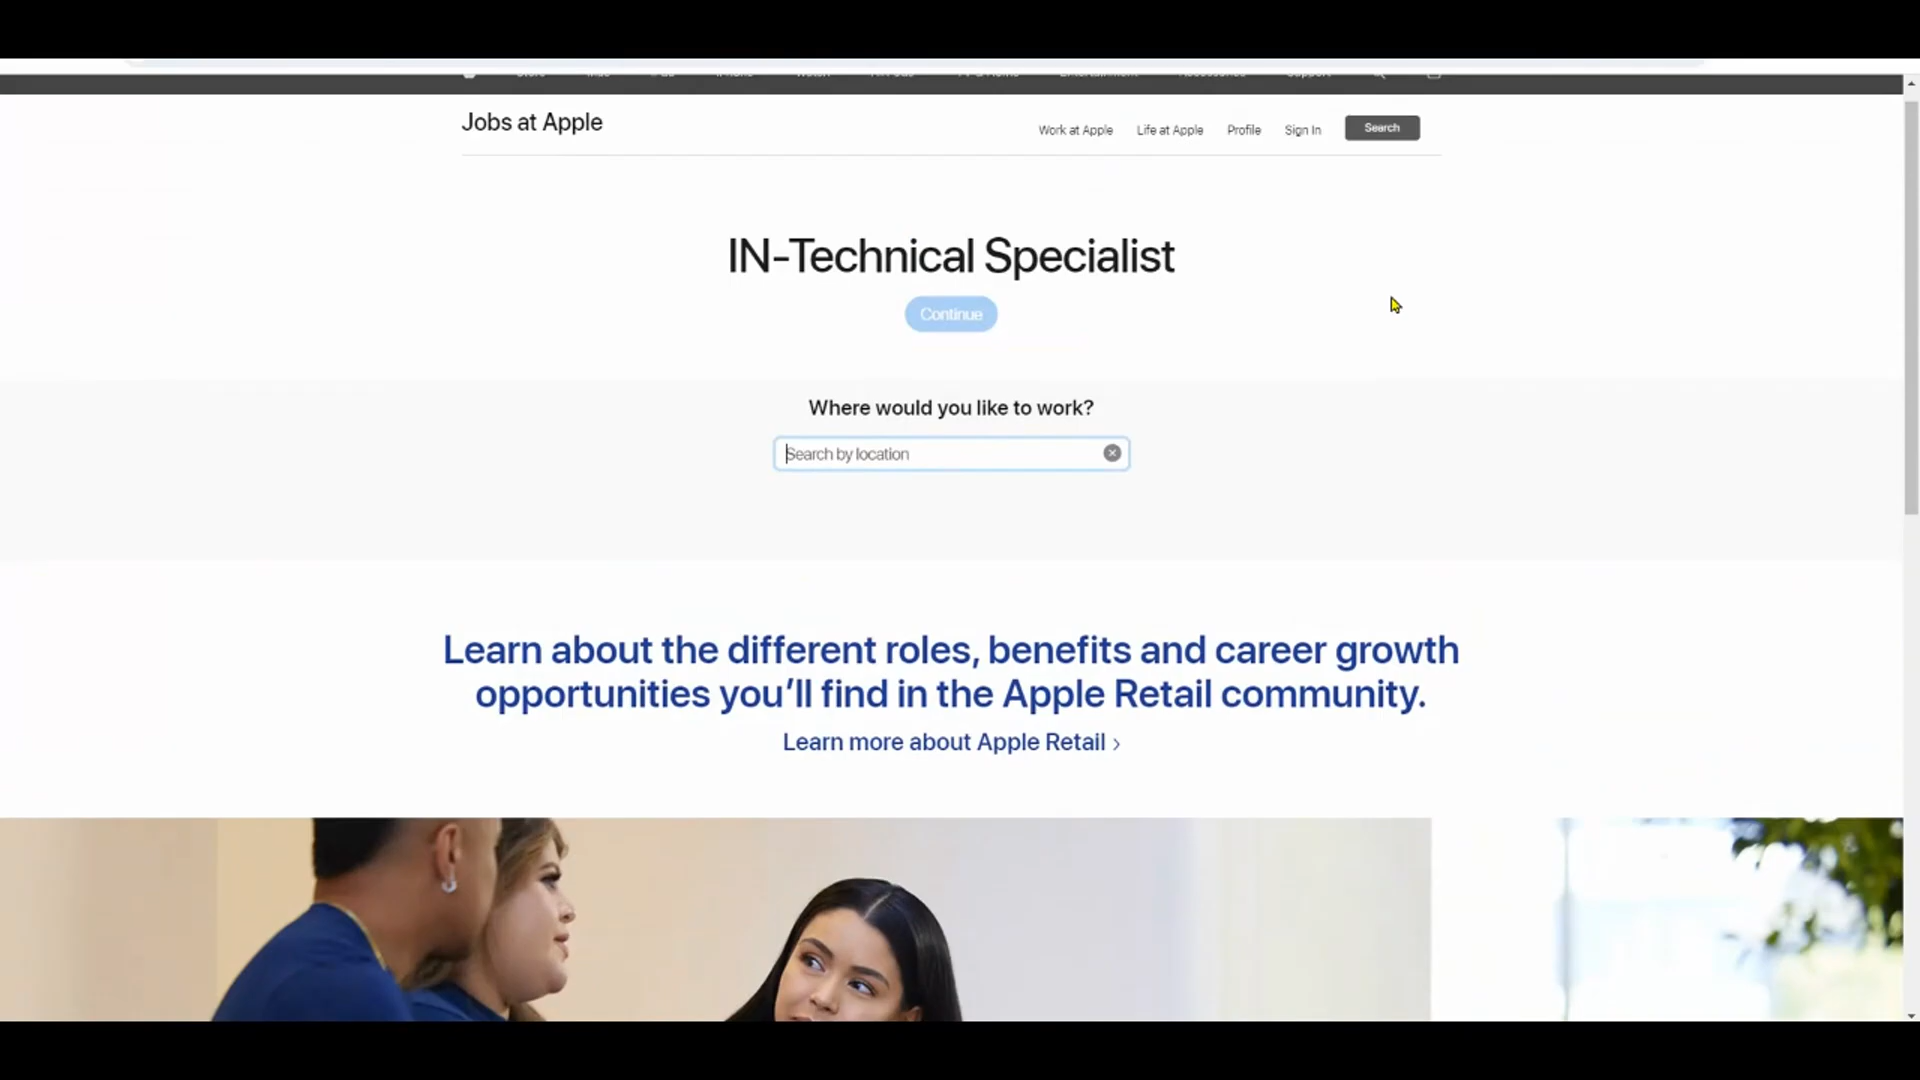 Jobs at Apple
Work at Apple Life at Apple Profile Sign In Search
IN-Technical Specialist
Continue
Where would you like to work?
Search by location
Learn about the different roles, benefits and career growth
opportunities you’ll find in the Apple Retail community.
Learn more about Apple Retail ›